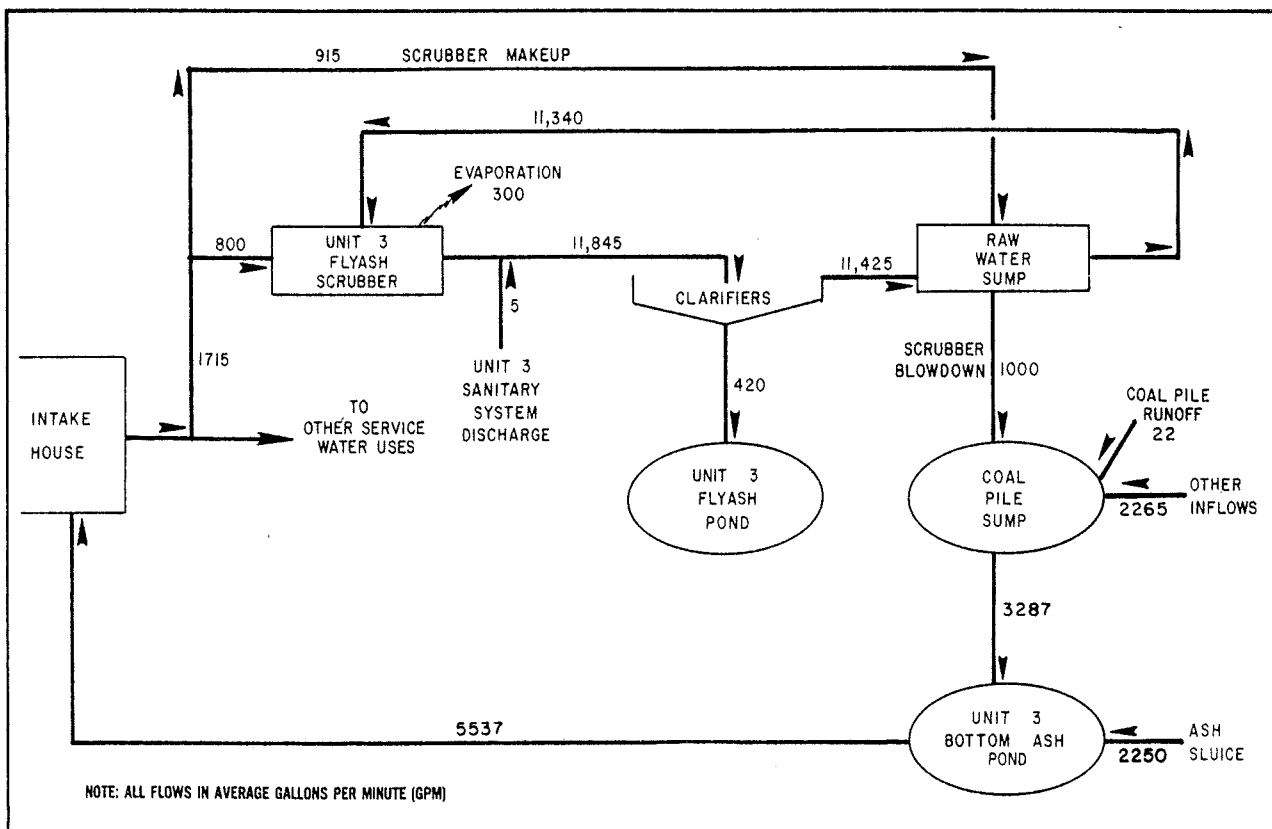 915 SCRUBBER MAKEUP
11,340
EVAPORATION
300
800
UNIT 3
FLYASH
SCRUBBER
11,845
5
CLARIFIERS
11,425
RAW
WATER
SUMP
1715
UNIT 3
SANITARY
SYSTEM
DISCHARGE
420
SCRUBBER
BLOWDOWN
1000
INTAKE
HOUSE
TO
OTHER SERVICE
WATER USES
UNIT 3
FLYASH
POND
COAL
PILE
SUMP
COAL PILE
RUNOFF
22
OTHER
INFLOWS
2265
3287
5537
UNIT 3
BOTTOM ASH
POND
ASH
SLUICE
2250
NOTE: ALL FLOWS IN AVERAGE GALLONS PER MINUTE (GPM)